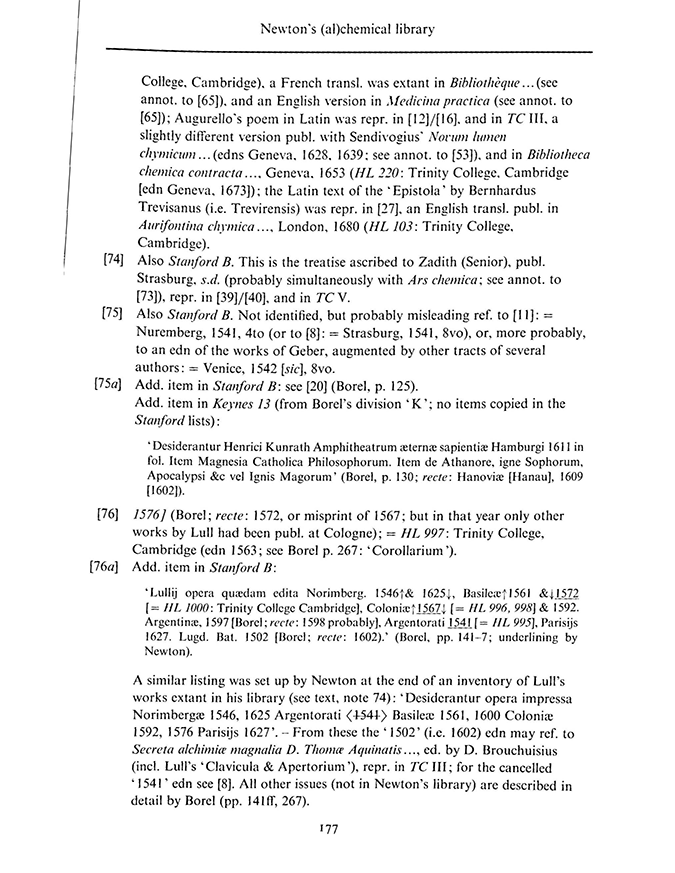 Newton's (al)chemical library
College, Cambridge), a French transl. was extant in Bibliothèque... (see
annot. to [65]), and an English version in Medicina practica (see annot. to
[65]); Augurello's poem in Latin was repr. in [12]/[16], and in TC III, a
slightly different version publ. with Sendivogius' Novum lumen
chymicum... (edns Geneva, 1628, 1639; see annot. to [53]), and in Bibliotheca
chemica contracta..., Geneva, 1653 (HL 220: Trinity College, Cambridge
[edn Geneva, 1673]); the Latin text of the 'Epistola' by Bernhardus
Trevisanus (i.e. Trevirensis) was repr. in [27], an English transl. publ. in
Aurifontina chymica..., London, 1680 (HL 103: Trinity College,
Cambridge).
[74] Also Stanford B. This is the treatise ascribed to Zadith (Senior), publ.
Strasburg, s.d. (probably simultaneously with Ars chemica; see annot. to
[73]), repr. in [39]/[40], and in TC V.
[75] Also Stanford B. Not identified, but probably misleading ref. to [11]: =
Nuremberg, 1541, 4to (or to [8]: = Strasburg, 1541, 8vo), or, more probably,
to an edn of the works of Geber, augmented by other tracts of several
authors: = Venice, 1542 [sic], 8vo.
[75a] Add. item in Stanford B: see [20] (Borel, p. 125).
Add. item in Keynes 13 (from Borel's division 'K'; no items copied in the
Stanford lists):
'Desiderantur Henrici Kunrath Amphitheatrum æternæ sapientiæ Hamburgi 1611 in
fol. Item Magnesia Catholica Philosophorum. Item de Athanore, igne Sophorum,
Apocalypsi &c vel Ignis Magorum' (Borel, p. 130; recte: Hanoviæ [Hanau], 1609
[1602]).
[76] 1576] (Borel; recte: 1572, or misprint of 1567; but in that year only other
works by Lull had been publ. at Cologne); = HL 997: Trinity College,
Cambridge (edn 1563; see Borel p. 267: 'Corollarium').
[76a] Add. item in Stanford B:
'Lullij opera quædam edita Norimberg. 1546↑& 1625↓, Basileæ↑1561 &↓1572
[= HL 1000: Trinity College Cambridge], Coloniæ↑1567↓ [= HL 996, 998] & 1592.
Argentinæ, 1597 [Borel; recte: 1598 probably], Argentorati 1541 [= HL 995], Parisijs
1627. Lugd. Bat. 1502 [Borel; recte: 1602).' (Borel, pp. 141–7; underlining by
Newton).
A similar listing was set up by Newton at the end of an inventory of Lull's
works extant in his library (see text, note 74): 'Desiderantur opera impressa
Norimbergæ 1546, 1625 Argentorati ⟨1541⟩ Basileæ 1561, 1600 Coloniæ
1592, 1576 Parisijs 1627'. – From these the '1502' (i.e. 1602) edn may ref. to
Secreta alchimiæ magnalia D. Thomæ Aquinatis..., ed. by D. Brouchuisius
(incl. Lull's 'Clavicula & Apertorium'), repr. in TC III; for the cancelled
'1541' edn see [8]. All other issues (not in Newton's library) are described in
detail by Borel (pp. 141ff, 267).
177